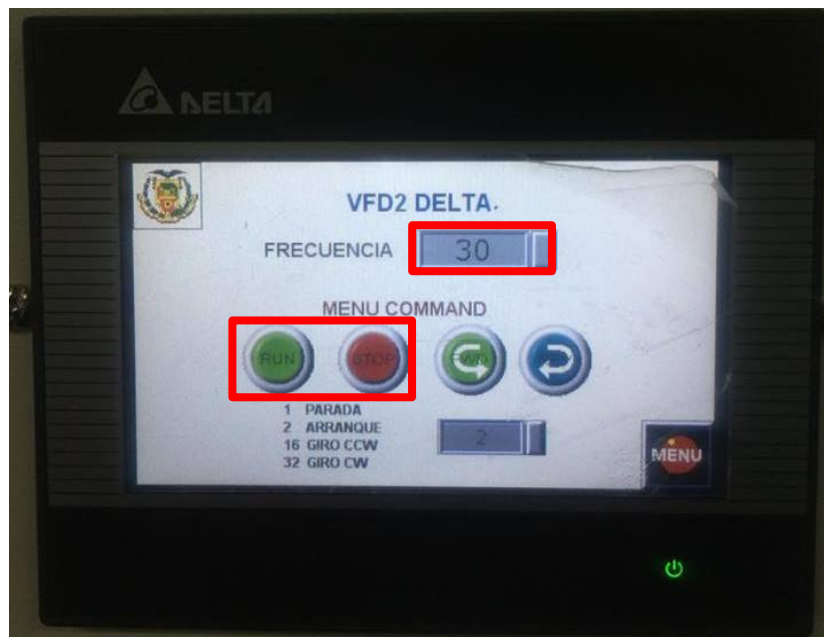 DELTA
VFD2 DELTA.
FRECUENCIA 30
MENU COMMAND
RUN STOP FWD
1 PARADA
2 ARRANQUE
16 GIRO CCW
32 GIRO CW
2
MENU